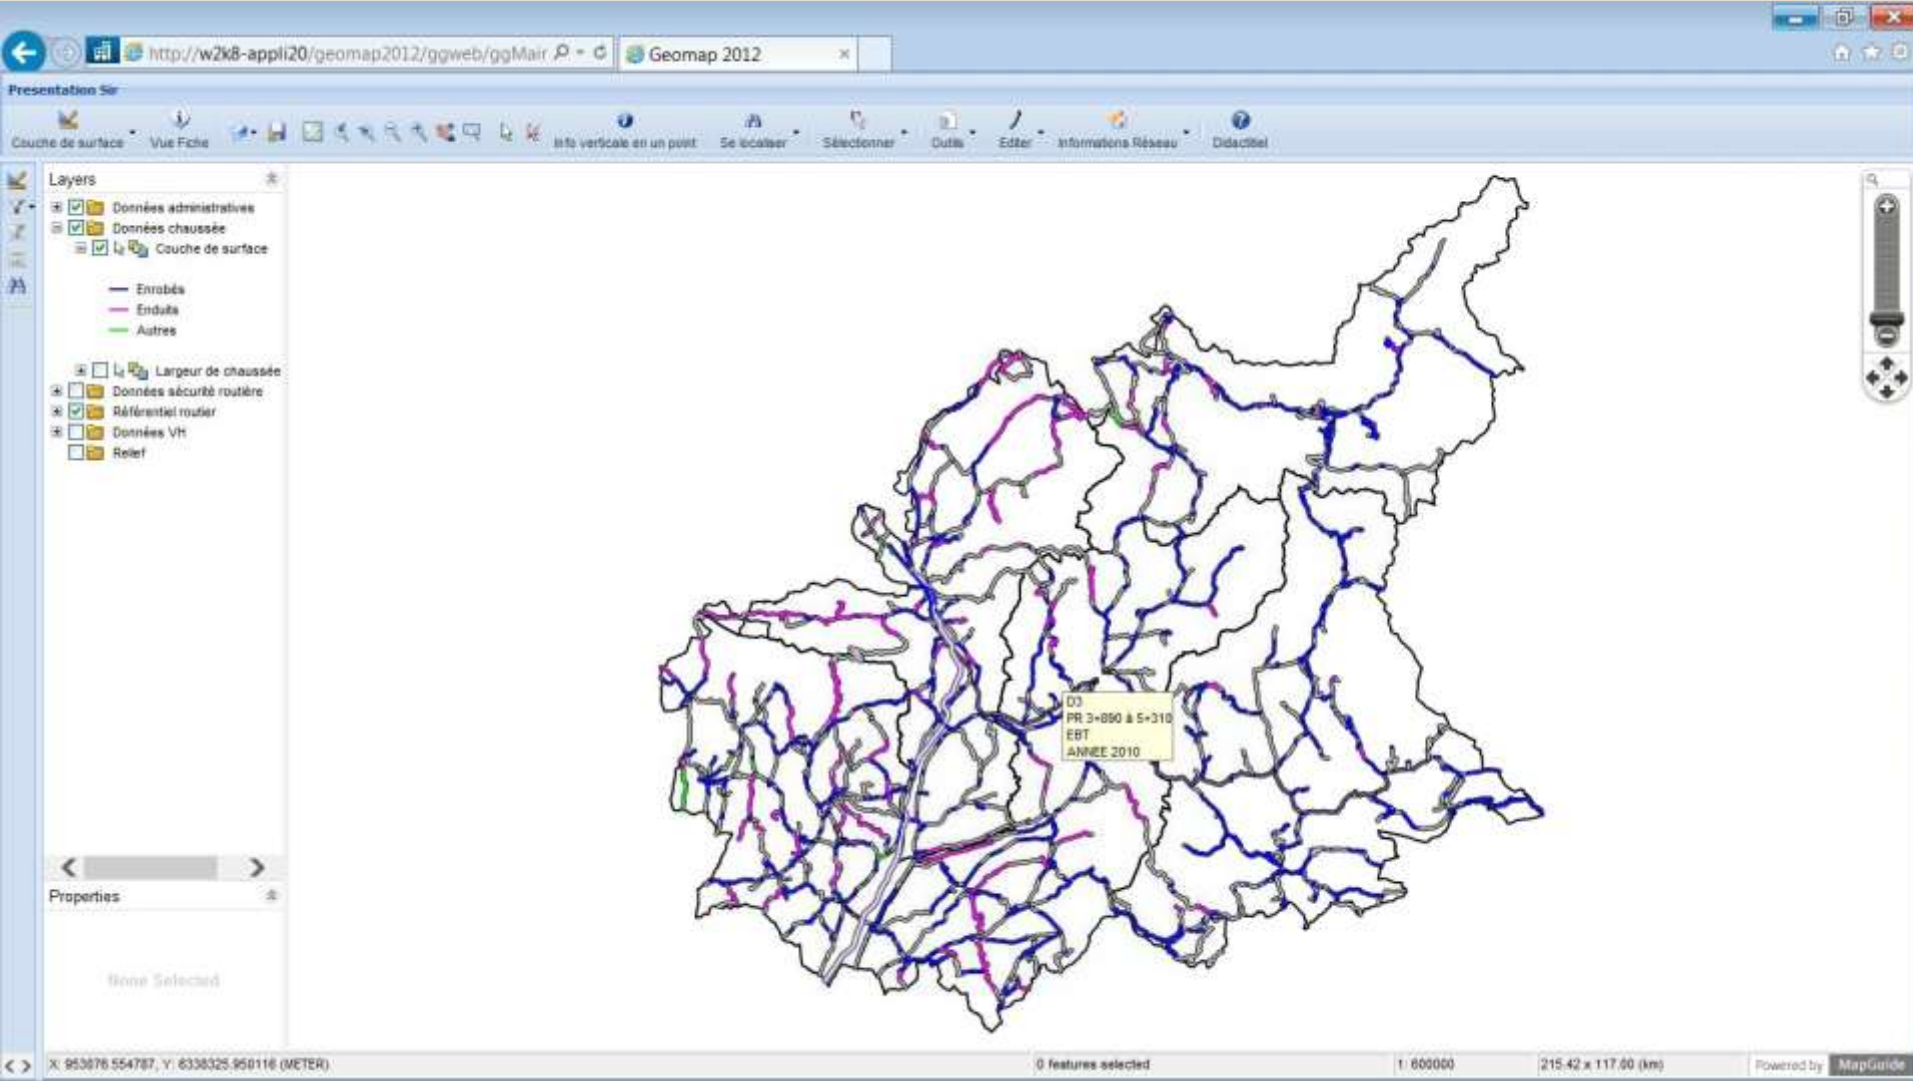 http://w2k8-appli20/geomap2012/ggweb/ggMair
Geomap 2012
Presentation Sir
Couche de surface
Vue Fiche
Info verticale en un point
Se localiser
Sélectionner
Outils
Editer
Informations Réseau
Didactitiel
Layers
Données administratives
Données chaussée
Couche de surface
Enrobés
Enduits
Autres
Largeur de chaussée
Données sécurité routière
Référentiel routier
Données VH
Relief
D3
PR 3+890 à 5+310
EBT
ANNEE 2010
Properties
None Selected
X: 953876.554787, Y: 6338325.950116 (METER)
0 features selected
1: 600000
215.42 x 117.00 (km)
Powered by MapGuide